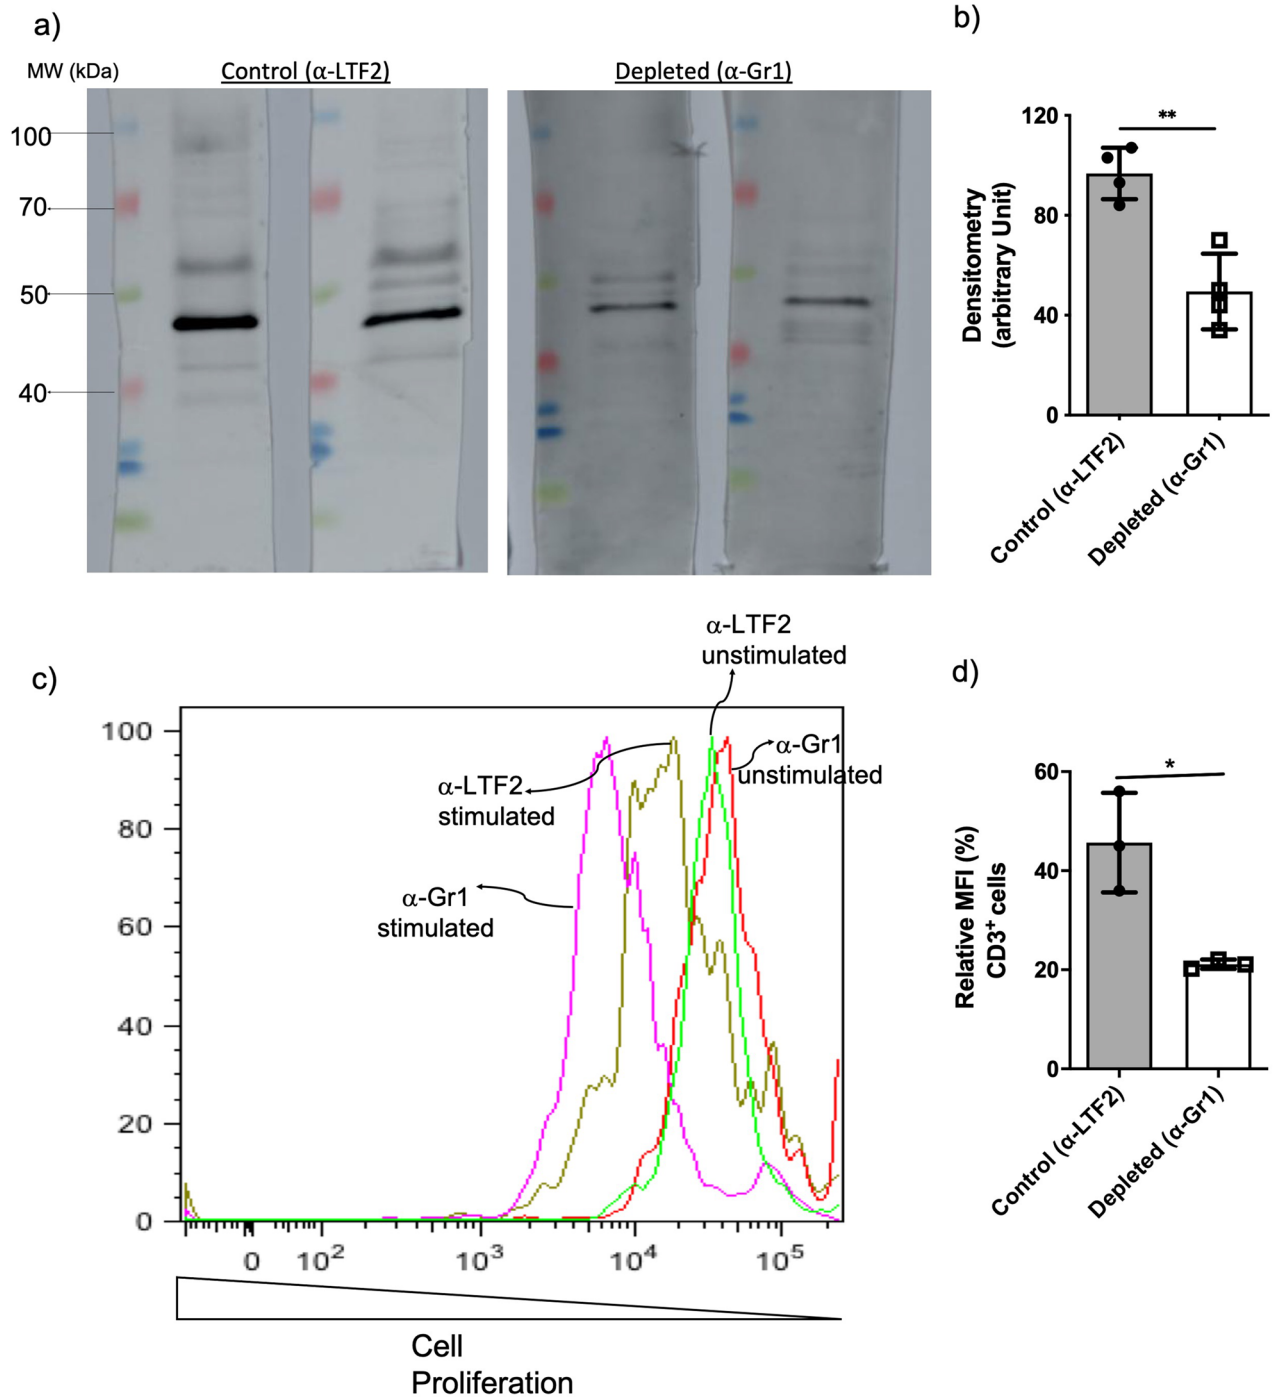 a)
MW (kDa)
Control (α-LTF2)
Depleted (α-Gr1)
100
70
50
40
b)
Densitometry
(arbitrary Unit)
120
80
40
0
**
Control (α-LTF2)
Depleted (α-Gr1)
c)
α-LTF2
unstimulated
α-Gr1
unstimulated
α-LTF2
stimulated
α-Gr1
stimulated
100
80
60
40
20
0
0 10² 10³ 10⁴ 10⁵
Cell
Proliferation
d)
Relative MFI (%)
CD3⁺ cells
60
40
20
0
*
Control (α-LTF2)
Depleted (α-Gr1)